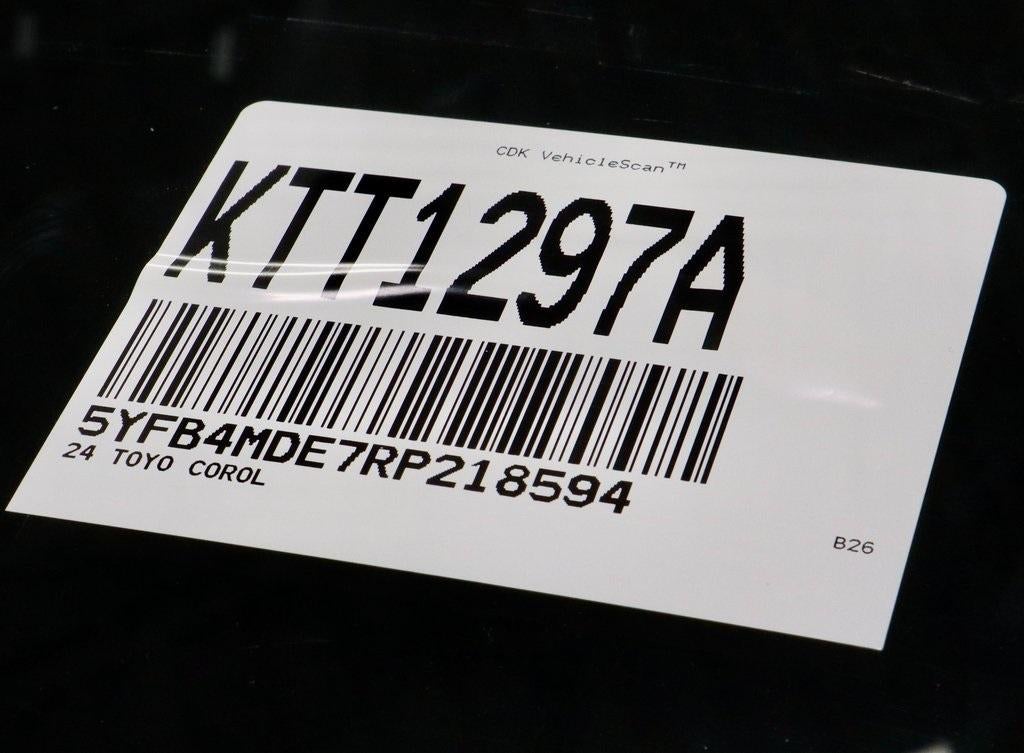 CDK VehicleScan™
KTT1297A
5YFB4MDE7RP218594
24 TOYO COROL
B26